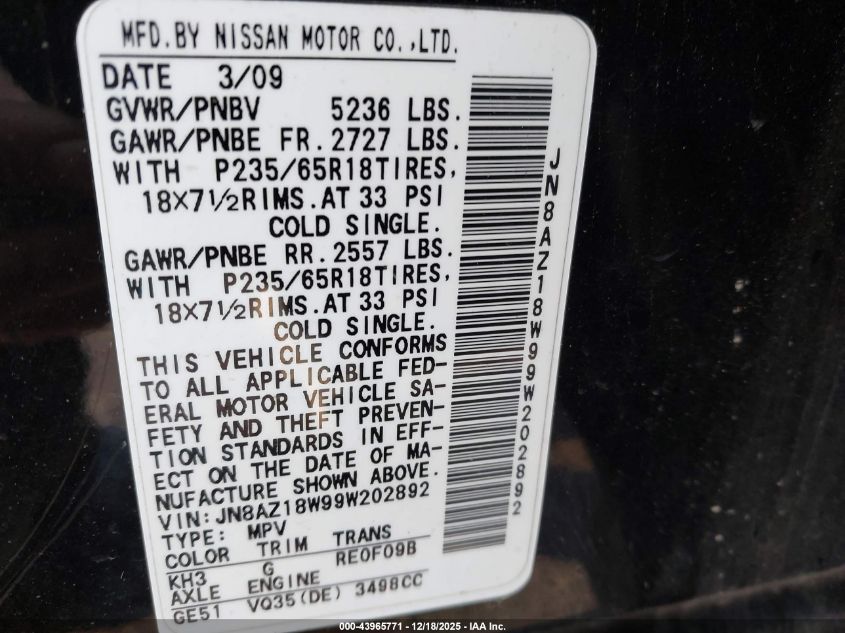 MFD.BY NISSAN MOTOR CO.,LTD.
DATE 3/09
GVWR/PNBV 5236 LBS.
GAWR/PNBE FR.2727 LBS.
WITH P235/65R18TIRES,
18X7 1/2RIMS.AT 33 PSI
COLD SINGLE.
GAWR/PNBE RR.2557 LBS.
WITH P235/65R18TIRES,
18X7 1/2RIMS.AT 33 PSI
COLD SINGLE.
THIS VEHICLE CONFORMS
TO ALL APPLICABLE FED-
ERAL MOTOR VEHICLE SA-
FETY AND THEFT PREVEN-
TION STANDARDS IN EFF-
ECT ON THE DATE OF MA-
NUFACTURE SHOWN ABOVE.
VIN:JN8AZ18W99W202892
TYPE: MPV
COLOR TRIM TRANS
KH3 G RE0F09B
AXLE ENGINE
GE51 VQ35(DE) 3498CC
JN8AZ18W99W202892
000-43965771 = 12/18/2025 - IAA Inc.